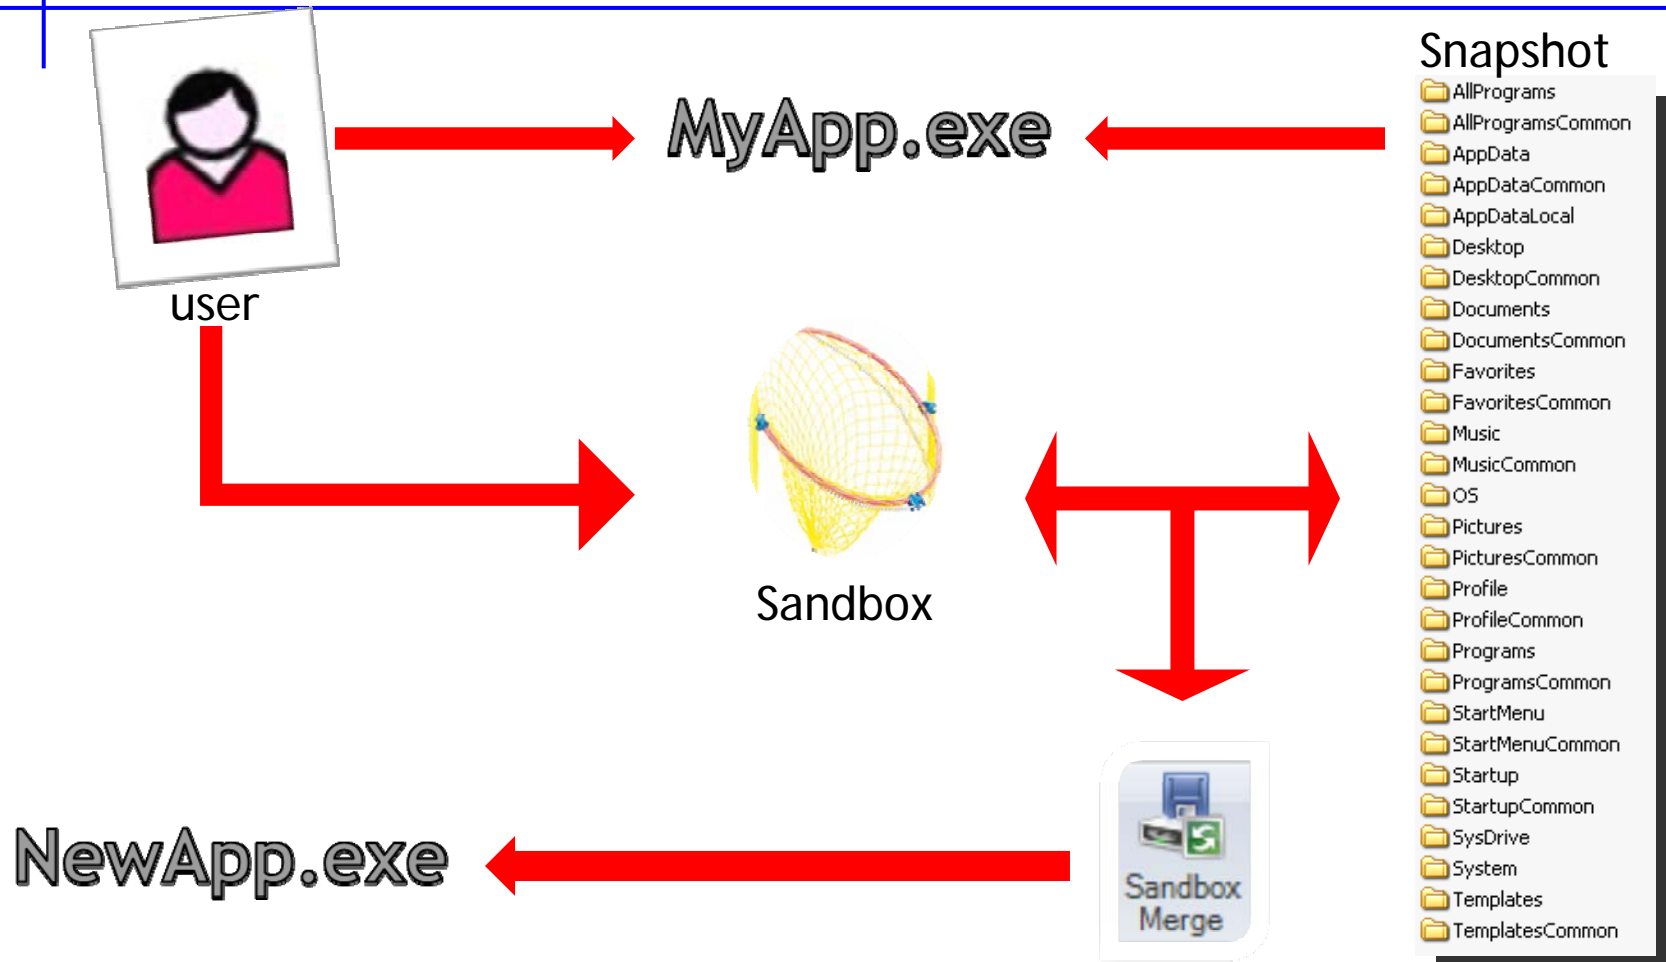 Snapshot
MyApp.exe
user
Sandbox
Sandbox
Merge
NewApp.exe
AllPrograms
AllProgramsCommon
AppData
AppDataCommon
AppDataLocal
Desktop
DesktopCommon
Documents
DocumentsCommon
Favorites
FavoritesCommon
Music
MusicCommon
OS
Pictures
PicturesCommon
Profile
ProfileCommon
Programs
ProgramsCommon
StartMenu
StartMenuCommon
Startup
StartupCommon
SysDrive
System
Templates
TemplatesCommon